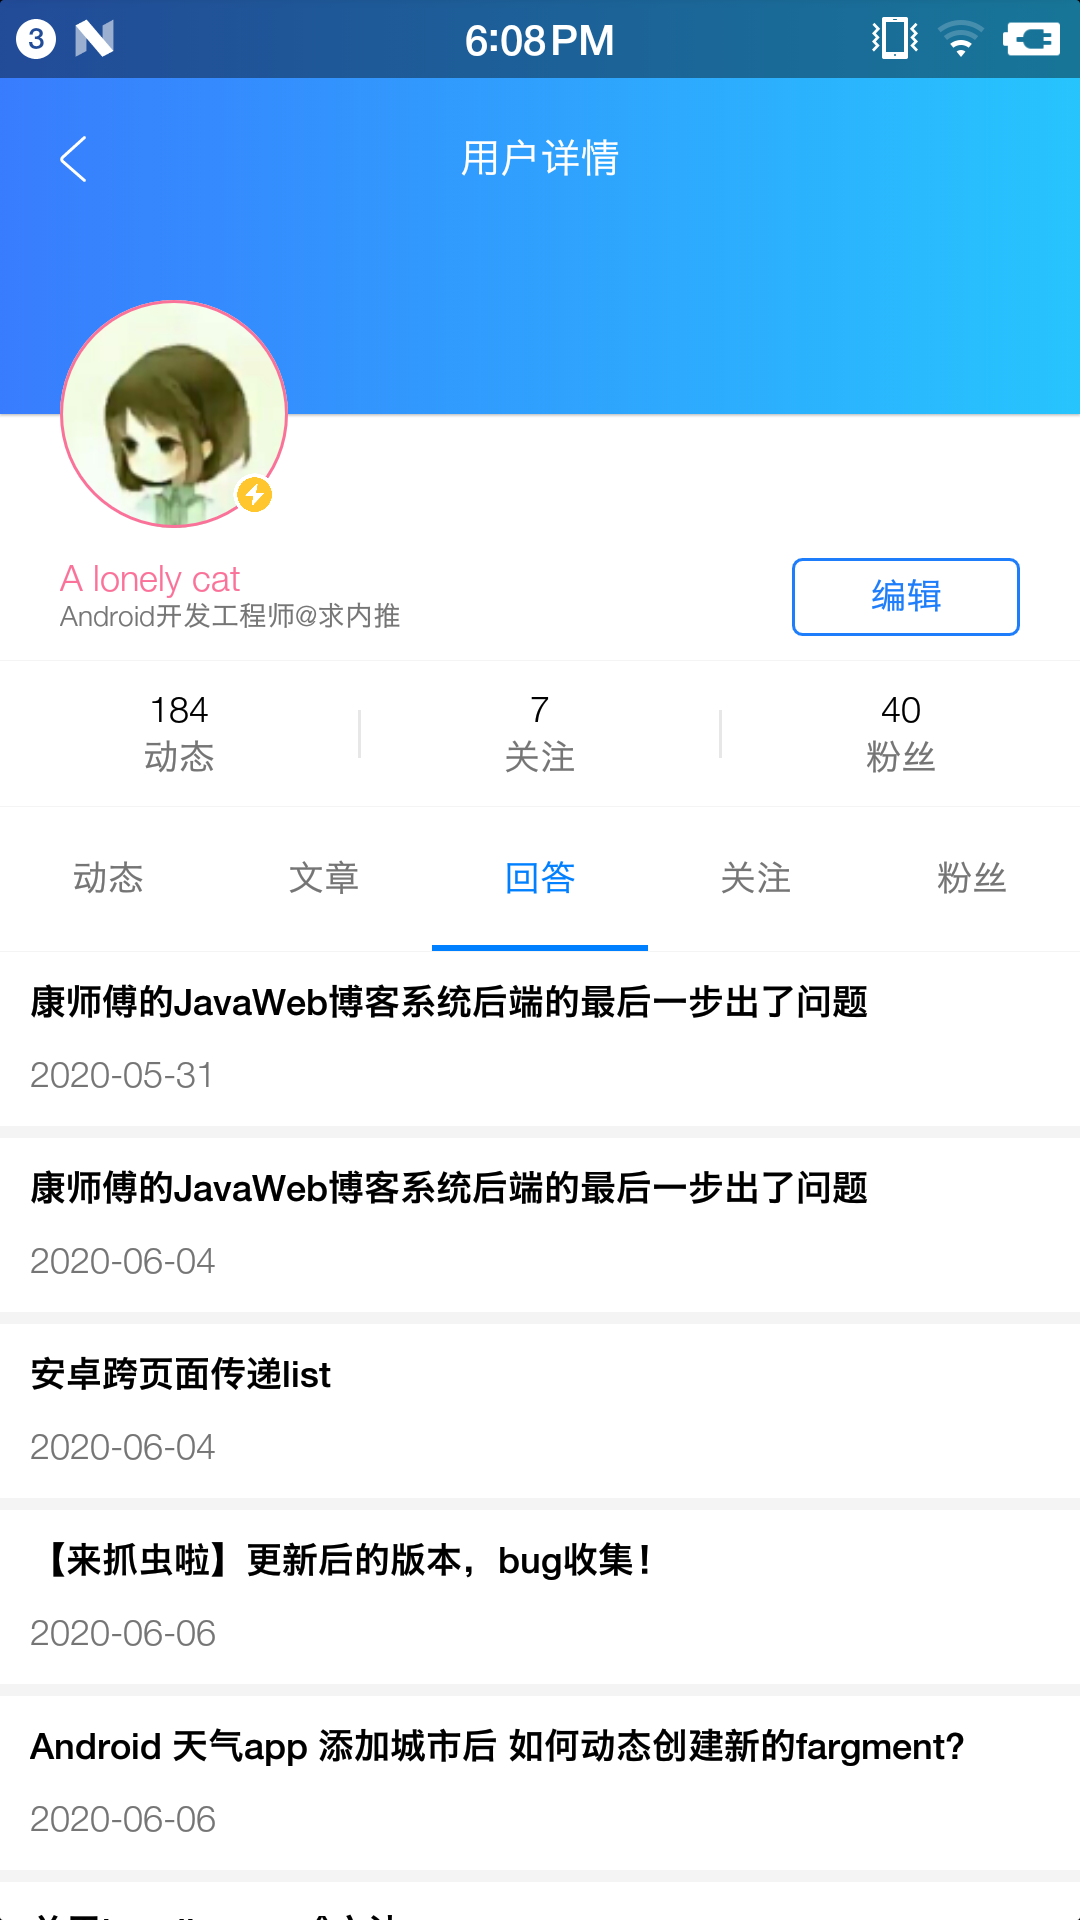 3
6:08 PM
用户详情
A lonely cat
Android开发工程师@求内推
编辑
184
动态
7
关注
40
粉丝
动态
文章
回答
关注
粉丝
康师傅的JavaWeb博客系统后端的最后一步出了问题
2020-05-31
康师傅的JavaWeb博客系统后端的最后一步出了问题
2020-06-04
安卓跨页面传递list
2020-06-04
【来抓虫啦】更新后的版本，bug收集！
2020-06-06
Android 天气app 添加城市后 如何动态创建新的fargment?
2020-06-06